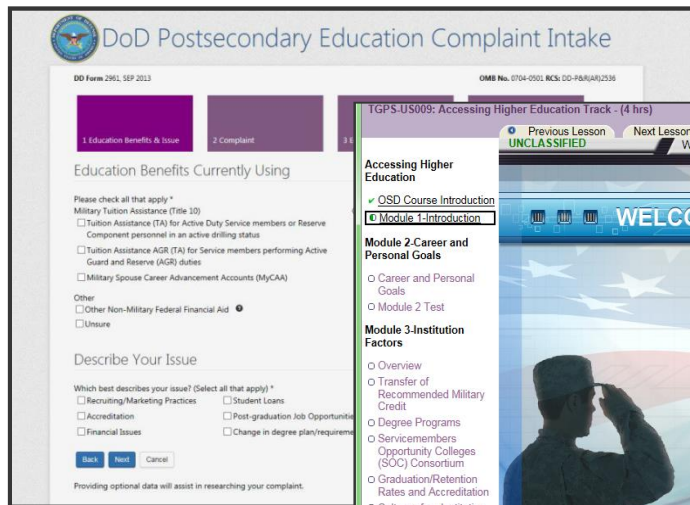 DoD Postsecondary Education Complaint Intake
DD Form 2961, SEP 2013
OMB No. 0704-0501 RCS: DD-P&R(AR)2536
1 Education Benefits & Issue
2 Complaint
Education Benefits Currently Using
Please check all that apply *
Military Tuition Assistance (Title 10)
Tuition Assistance (TA) for Active Duty Service members or Reserve
Component personnel in an active drilling status
Tuition Assistance AGR (TA) for Service members performing Active
Guard and Reserve (AGR) duties
Military Spouse Career Advancement Accounts (MyCAA)
Other
Other Non-Military Federal Financial Aid
Unsure
Describe Your Issue
Which best describes your issue? (Select all that apply) *
Recruiting/Marketing Practices
Student Loans
Accreditation
Post-graduation Job Opportunitie
Financial Issues
Change in degree plan/requireme
Back
Next
Cancel
Providing optional data will assist in researching your complaint.
TGPS-US009: Accessing Higher Education Track - (4 hrs)
Previous Lesson
Next Lesson
UNCLASSIFIED
W
Accessing Higher
Education
OSD Course Introduction
Module 1-Introduction
Module 2-Career and
Personal Goals
Career and Personal
Goals
Module 2 Test
Module 3-Institution
Factors
Overview
Transfer of
Recommended Military
Credit
Degree Programs
Servicemembers
Opportunity Colleges
(SOC) Consortium
Graduation/Retention
Rates and Accreditation
WELCO